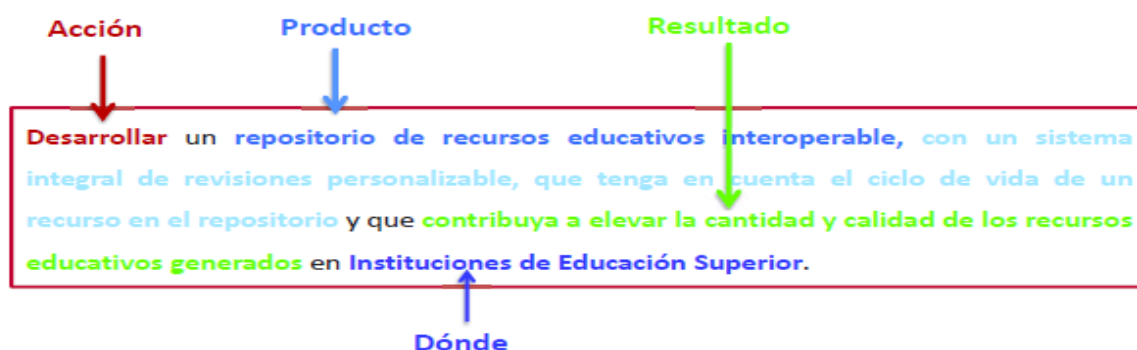 Acción Producto Resultado
Desarrollar un repositorio de recursos educativos interoperable, con un sistema
integral de revisiones personalizable, que tenga en cuenta el ciclo de vida de un
recurso en el repositorio y que contribuya a elevar la cantidad y calidad de los recursos
educativos generados en Instituciones de Educación Superior.
Dónde